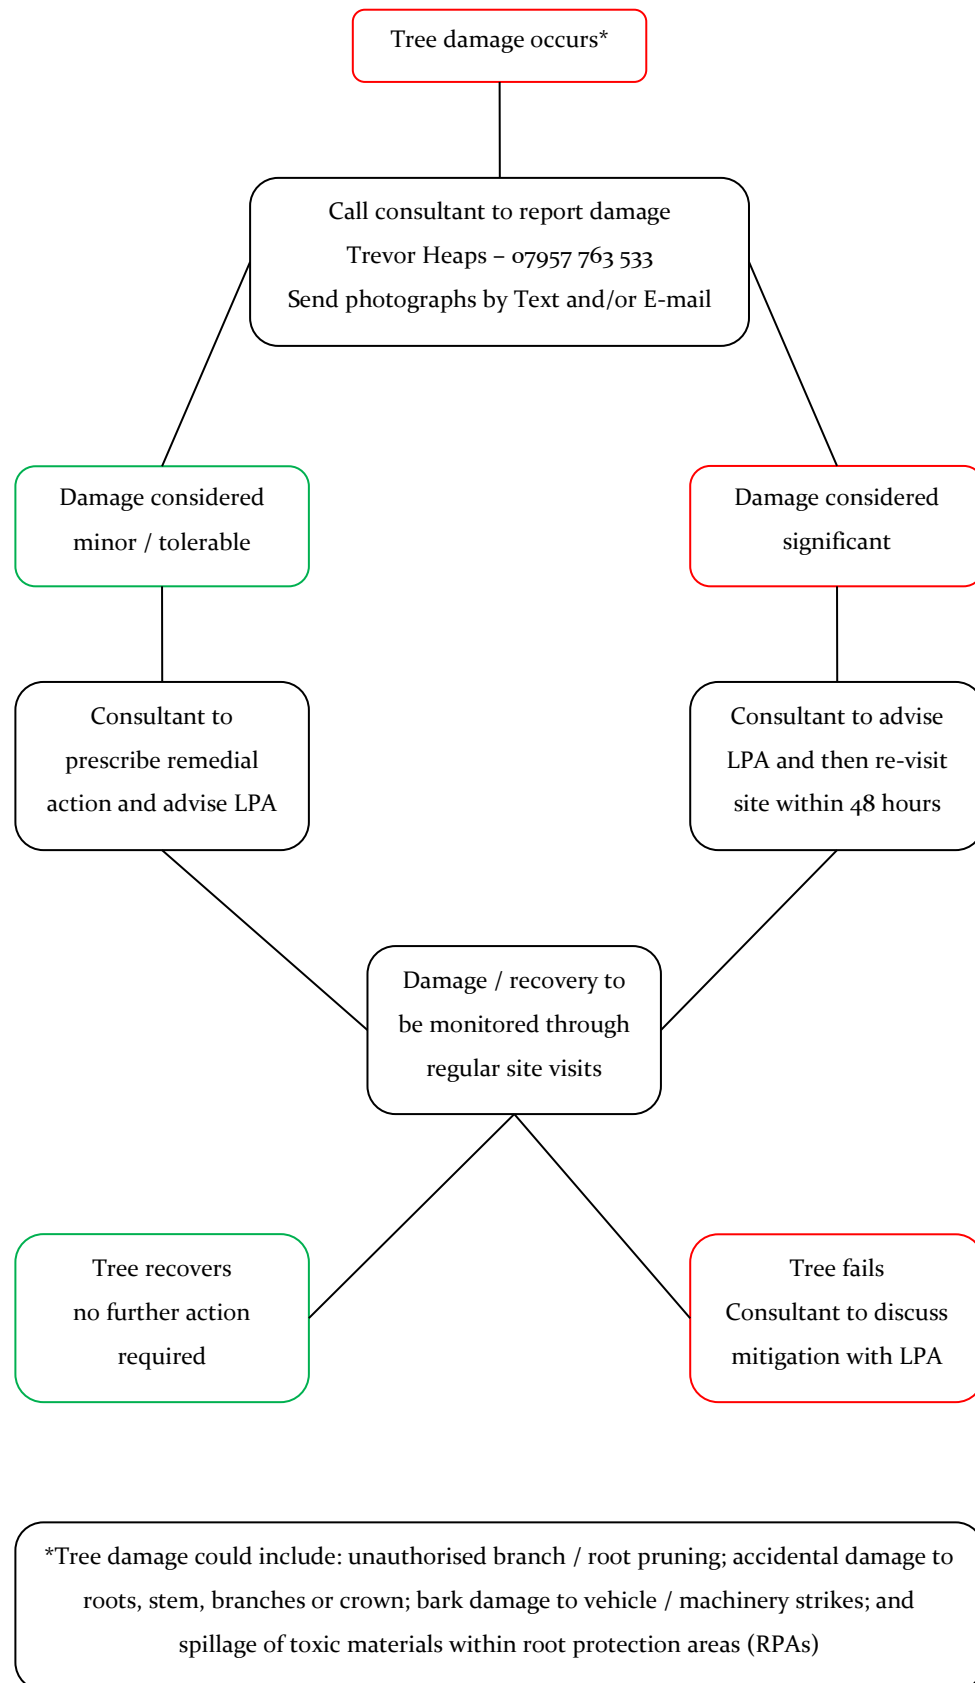 Tree damage occurs*
Call consultant to report damage
Trevor Heaps – 07957 763 533
Send photographs by Text and/or E-mail
Damage considered
minor / tolerable
Damage considered
significant
Consultant to
prescribe remedial
action and advise LPA
Consultant to advise
LPA and then re-visit
site within 48 hours
Damage / recovery to
be monitored through
regular site visits
Tree recovers
no further action
required
Tree fails
Consultant to discuss
mitigation with LPA
*Tree damage could include: unauthorised branch / root pruning; accidental damage to
roots, stem, branches or crown; bark damage to vehicle / machinery strikes; and
spillage of toxic materials within root protection areas (RPAs)